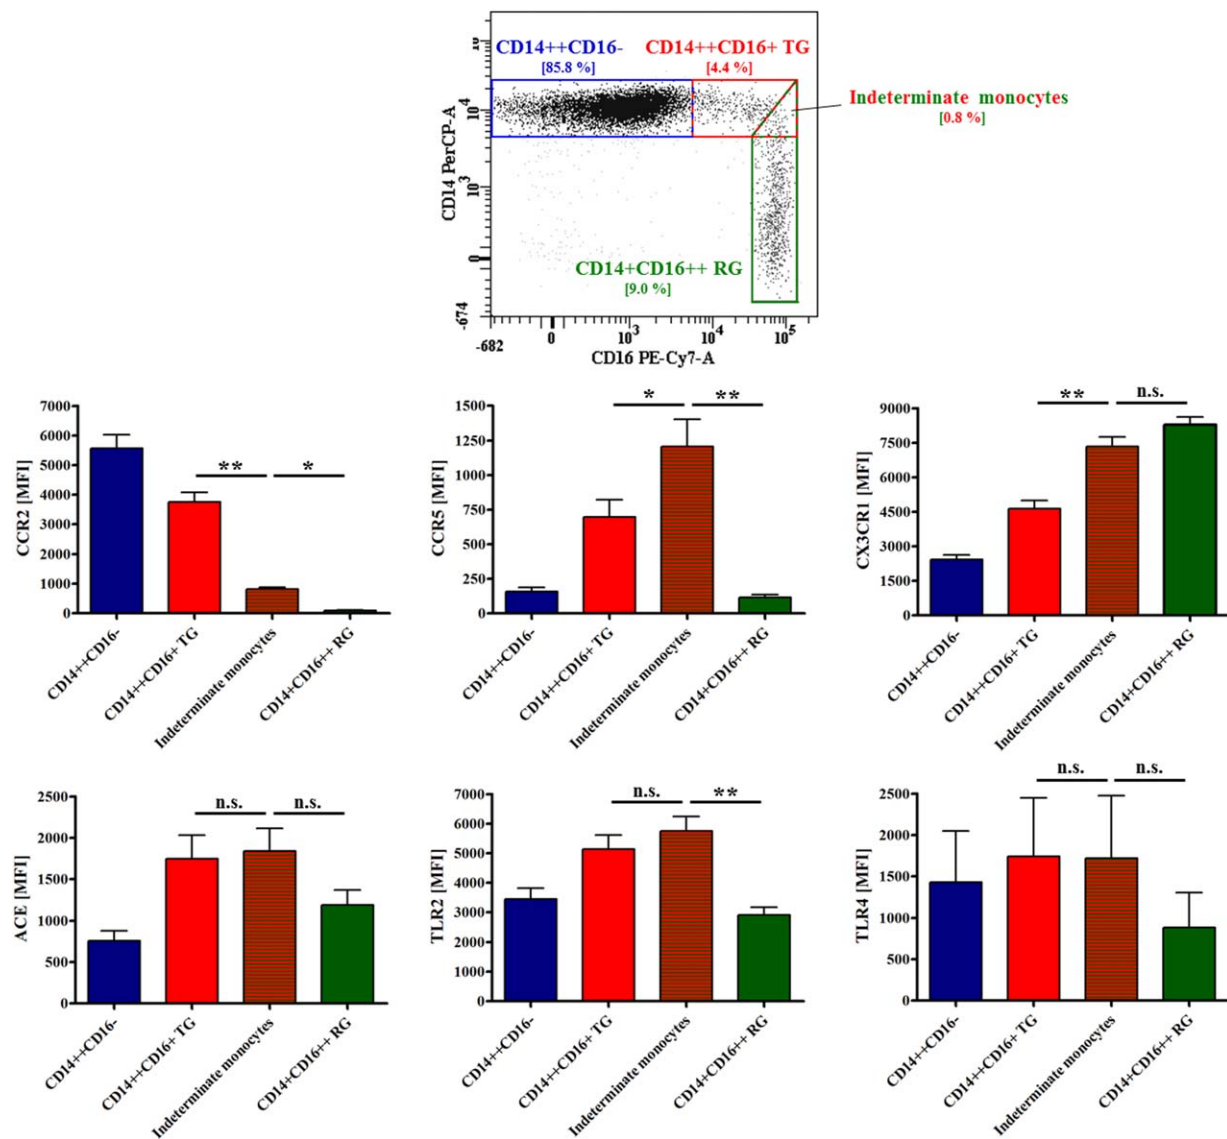 CD14++CD16-
[85.8 %]
CD14++CD16+ TG
[4.4 %]
Indeterminate monocytes
[0.8 %]
CD14+CD16++ RG
[9.0 %]
CD14 PerCP-A
10⁴
10³
0
-674
-682
0
10³
10⁴
10⁵
CD16 PE-Cy7-A
CCR2 [MFI]
7000
6000
5000
4000
3000
2000
1000
0
**
*
CD14++CD16-
CD14++CD16+ TG
Indeterminate monocytes
CD14+CD16++ RG
CCR5 [MFI]
1500
1250
1000
750
500
250
0
*
**
CD14++CD16-
CD14++CD16+ TG
Indeterminate monocytes
CD14+CD16++ RG
CX3CR1 [MFI]
9000
7500
6000
4500
3000
1500
0
**
n.s.
CD14++CD16-
CD14++CD16+ TG
Indeterminate monocytes
CD14+CD16++ RG
ACE [MFI]
2500
2000
1500
1000
500
0
n.s.
n.s.
CD14++CD16-
CD14++CD16+ TG
Indeterminate monocytes
CD14+CD16++ RG
TLR2 [MFI]
7000
6000
5000
4000
3000
2000
1000
0
n.s.
**
CD14++CD16-
CD14++CD16+ TG
Indeterminate monocytes
CD14+CD16++ RG
TLR4 [MFI]
2500
2000
1500
1000
500
0
n.s.
n.s.
CD14++CD16-
CD14++CD16+ TG
Indeterminate monocytes
CD14+CD16++ RG